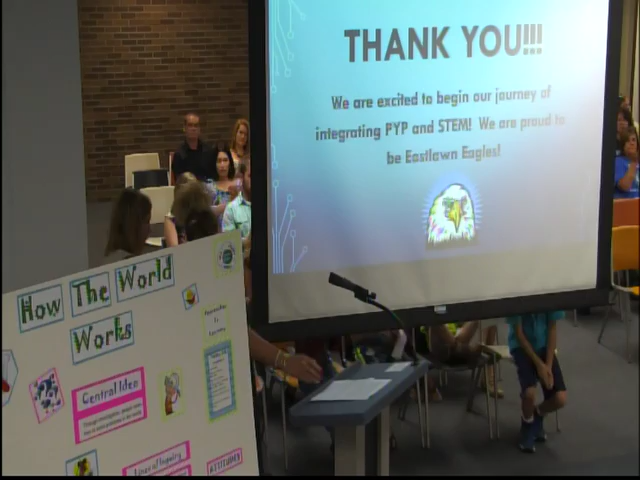 THANK YOU!!!
We are excited to begin our journey of
integrating PYP and STEM! We are proud to
be Eastlawn Eagles!
How The World
Works
Central Idea
Lines of Inquiry